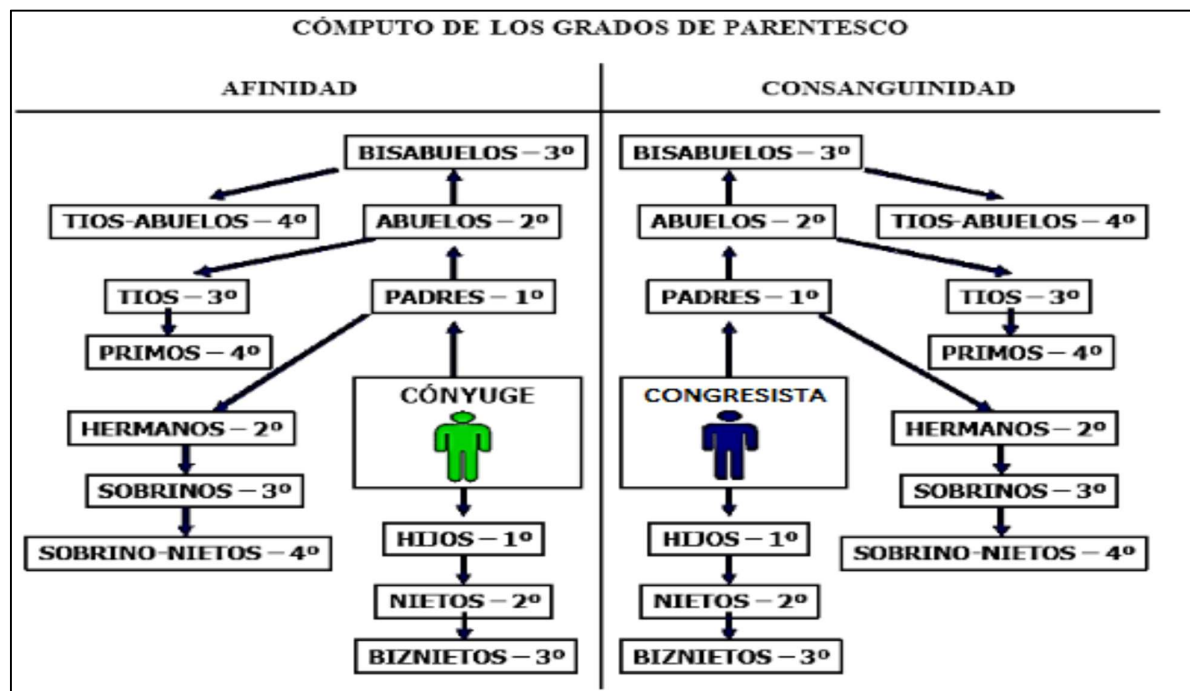 CÓMPUTO DE LOS GRADOS DE PARENTESCO
AFINIDAD
BISABUELOS – 3º
TIOS-ABUELOS – 4º
ABUELOS – 2º
TIOS – 3º
PADRES – 1º
PRIMOS – 4º
CÓNYUGE
HERMANOS – 2º
SOBRINOS – 3º
HIJOS – 1º
SOBRINO-NIETOS – 4º
NIETOS – 2º
BIZNIETOS – 3º
CONSANGUINIDAD
BISABUELOS – 3º
ABUELOS – 2º
TIOS-ABUELOS – 4º
PADRES – 1º
TIOS – 3º
PRIMOS – 4º
CONGRESISTA
HERMANOS – 2º
SOBRINOS – 3º
HIJOS – 1º
SOBRINO-NIETOS – 4º
NIETOS – 2º
BIZNIETOS – 3º